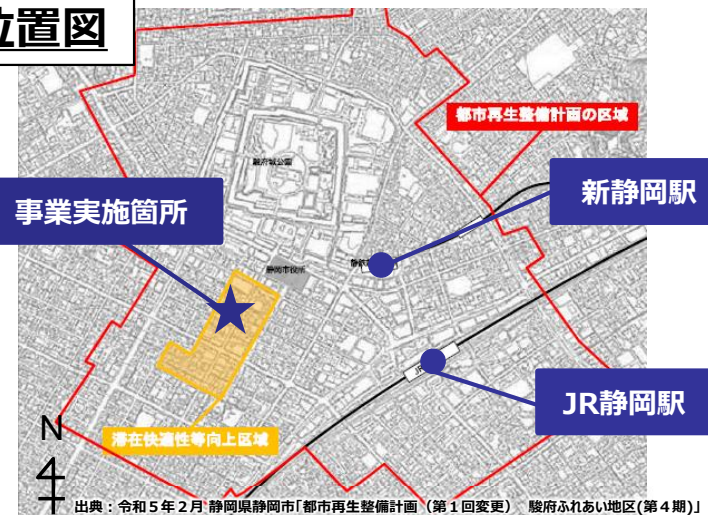 位置図
都市再生整備計画の区域
駿府城公園
新静岡駅
事業実施箇所
静岡市役所
JR静岡駅
滞在快適性等向上区域
N
出典：令和５年２月 静岡県静岡市「都市再生整備計画（第１回変更） 駿府ふれあい地区(第４期)」